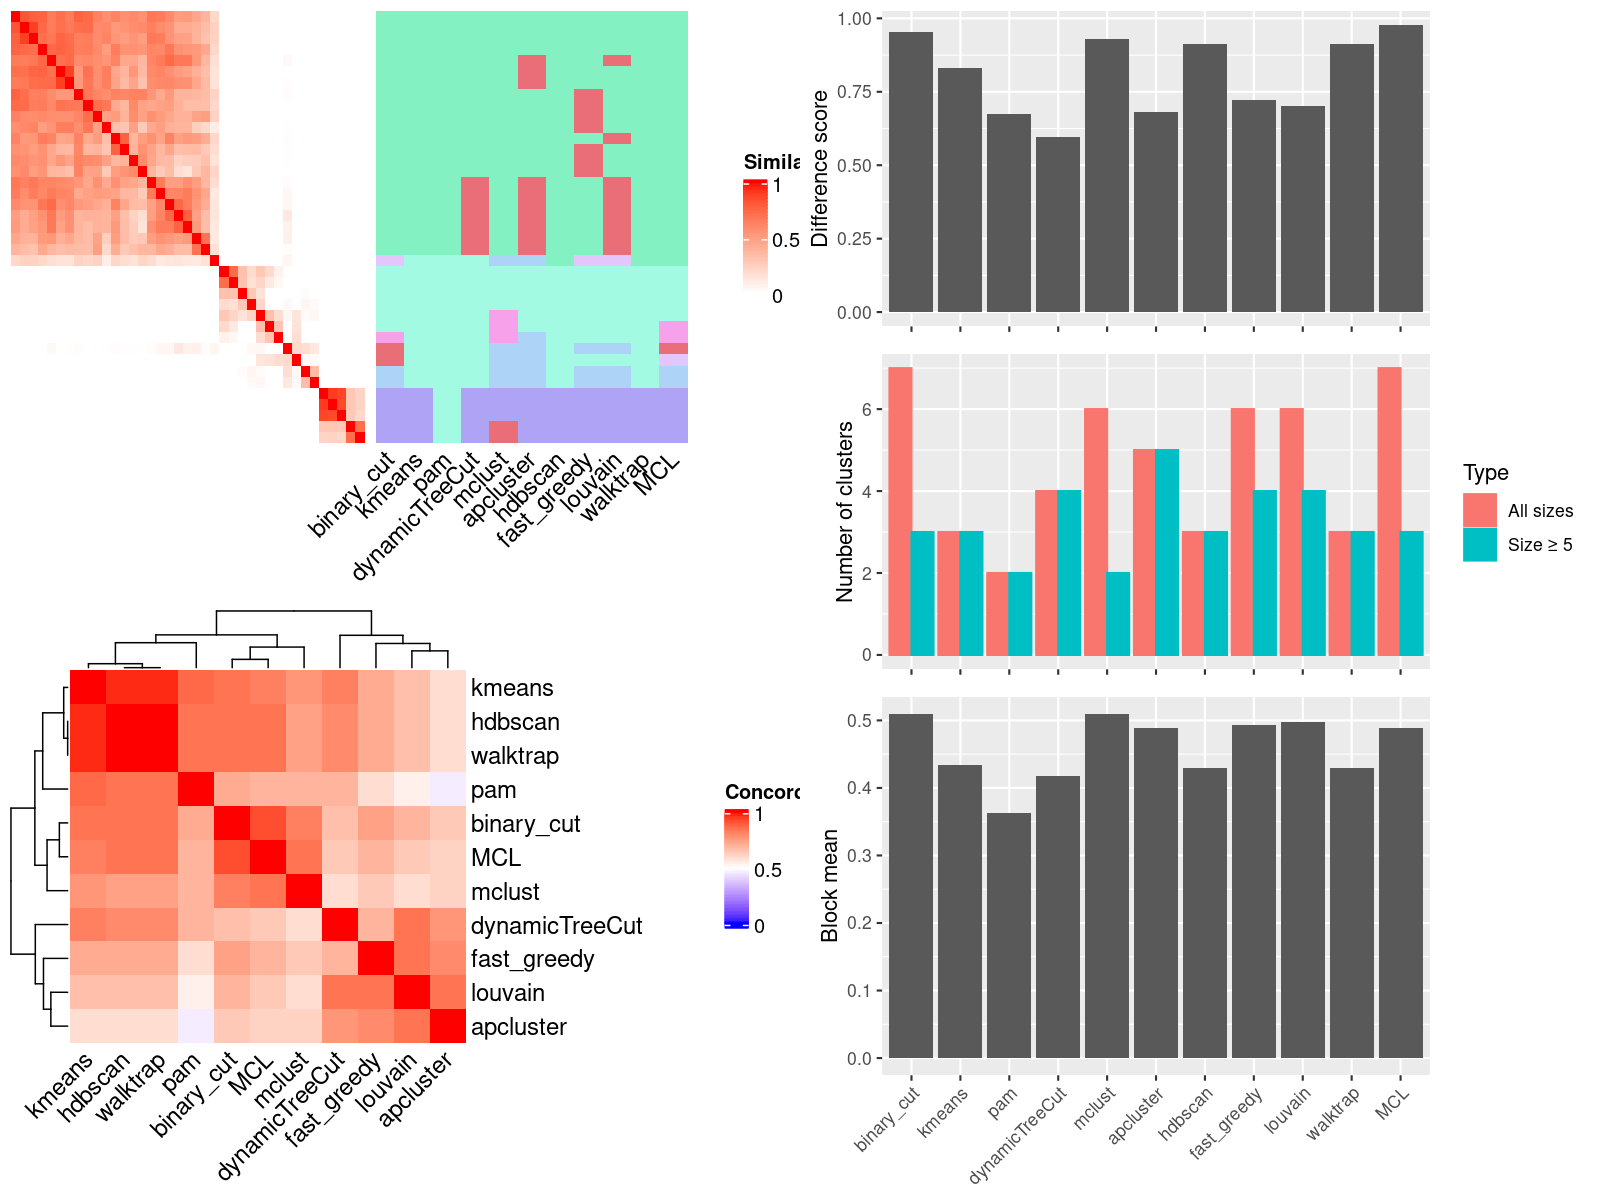 Simila
1
0.5
0
binary_cut
kmeans
pam
dynamicTreeCut
mclust
apcluster
hdbscan
fast_greedy
louvain
walktrap
MCL
kmeans
hdbscan
walktrap
pam
binary_cut
MCL
mclust
dynamicTreeCut
fast_greedy
louvain
apcluster
Concord
1
0.5
0
kmeans
hdbscan
walktrap
pam
binary_cut
MCL
mclust
dynamicTreeCut
fast_greedy
louvain
apcluster
Difference score
1.00
0.75
0.50
0.25
0.00
Number of clusters
6
4
2
0
Type
All sizes
Size ≥ 5
Block mean
0.5
0.4
0.3
0.2
0.1
0.0
binary_cut
kmeans
pam
dynamicTreeCut
mclust
apcluster
hdbscan
fast_greedy
louvain
walktrap
MCL